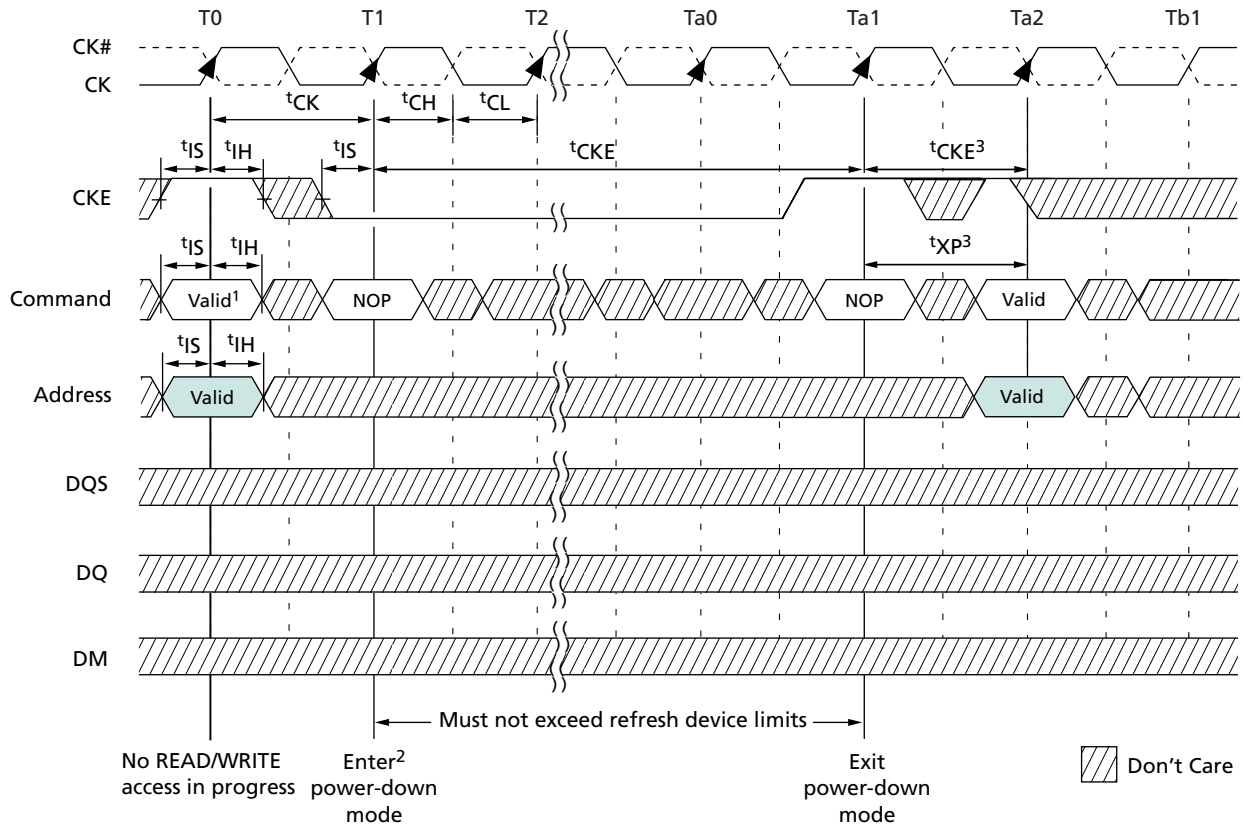 T0 T1 T2 Ta0 Ta1 Ta2 Tb1
CK#
CK
tCK tCH tCL
tIS tIH tIS tCKE tCKE3
CKE
tIS tIH tXP3
Command Valid1 NOP NOP Valid
tIS tIH
Address Valid Valid
DQS
DQ
DM
Must not exceed refresh device limits
No READ/WRITE
access in progress
Enter2
power-down
mode
Exit
power-down
mode
Don't Care